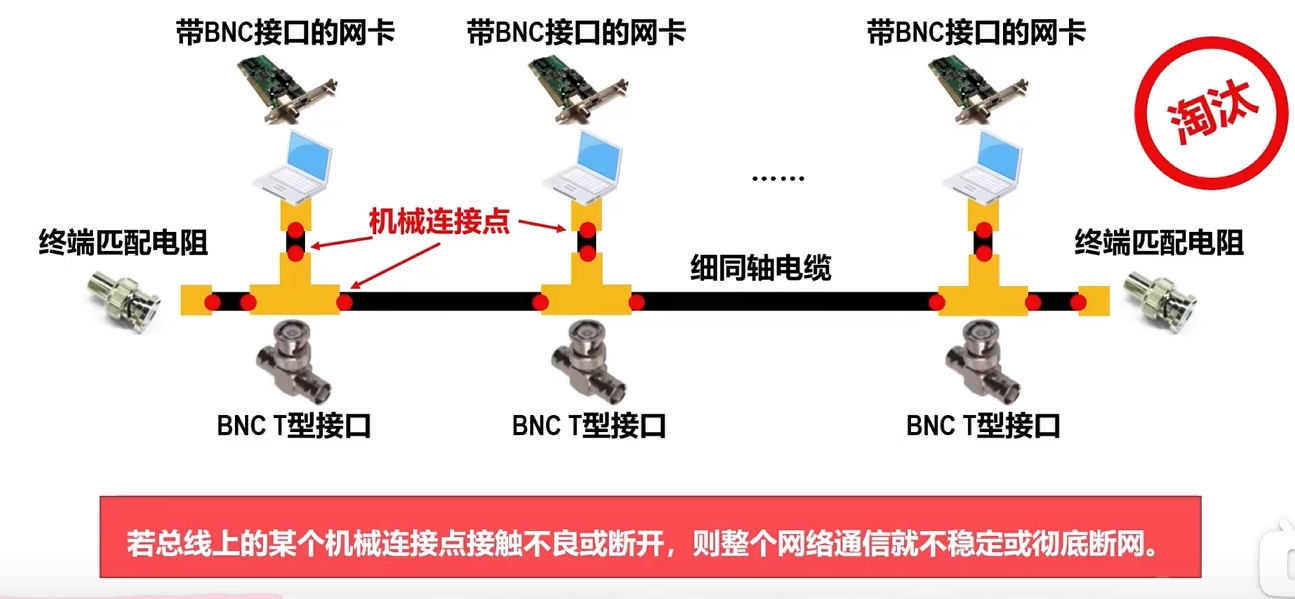 带BNC接口的网卡
带BNC接口的网卡
带BNC接口的网卡
淘汰
……
机械连接点
终端匹配电阻
终端匹配电阻
细同轴电缆
BNC T型接口
BNC T型接口
BNC T型接口
若总线上的某个机械连接点接触不良或断开，则整个网络通信就不稳定或彻底断网。